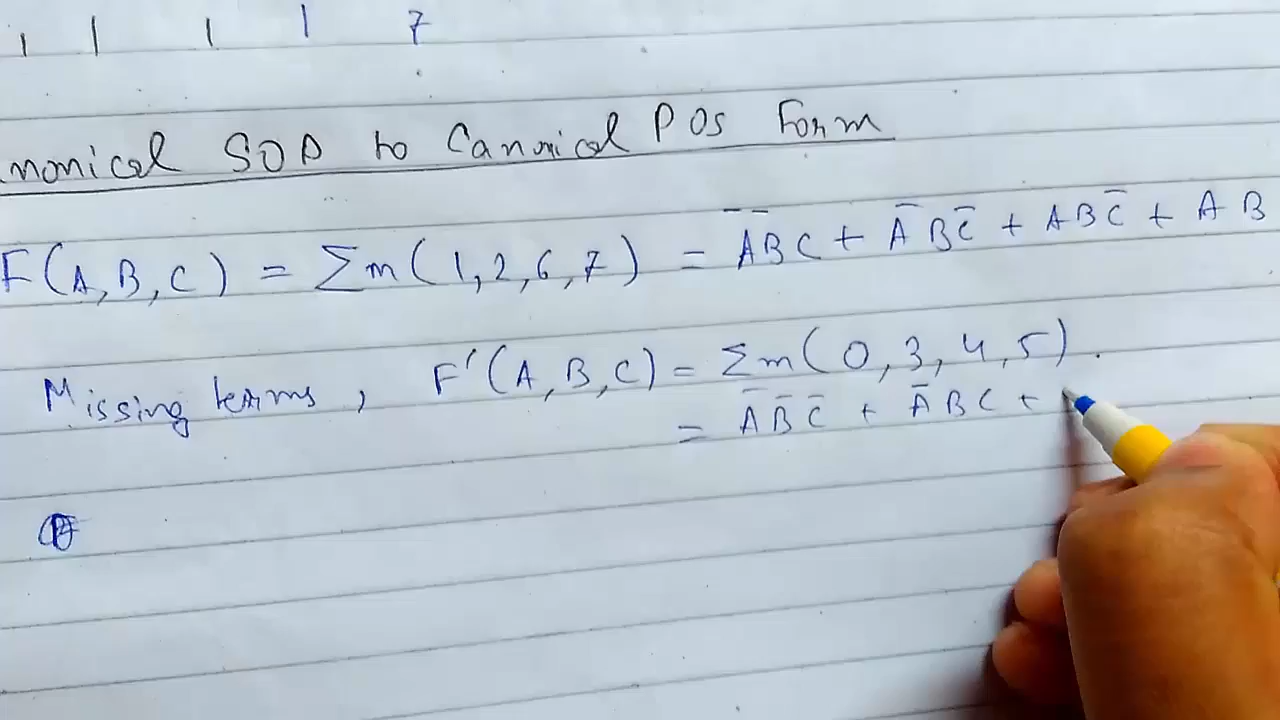 1 1 1 1 7
nonical SOP to Canonical POS Form
F(A,B,C) = Σm(1,2,6,7) = A̅B̅C + A̅BC̅ + ABC̅ + AB
Missing terms, F'(A,B,C) = Σm(0,3,4,5).
= A̅B̅C̅ + A̅BC +